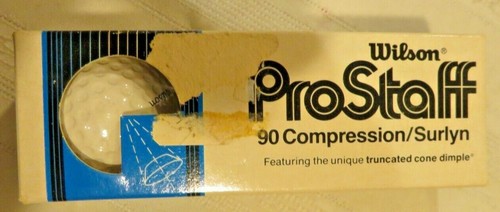 Wilson®
ProStaff
90 Compression/Surlyn
Featuring the unique truncated cone dimple®